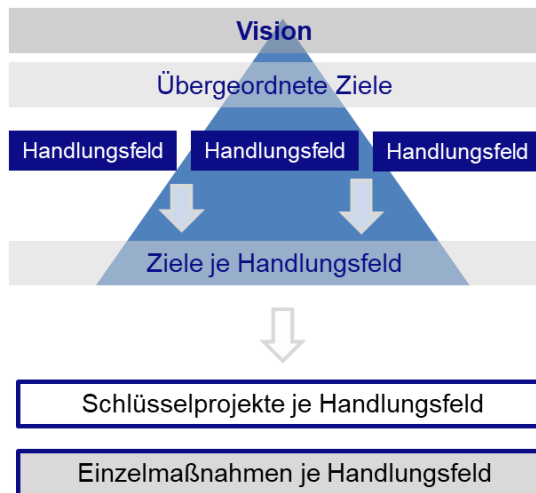 Vision
Übergeordnete Ziele
Handlungsfeld Handlungsfeld Handlungsfeld
Ziele je Handlungsfeld
Schlüsselprojekte je Handlungsfeld
Einzelmaßnahmen je Handlungsfeld